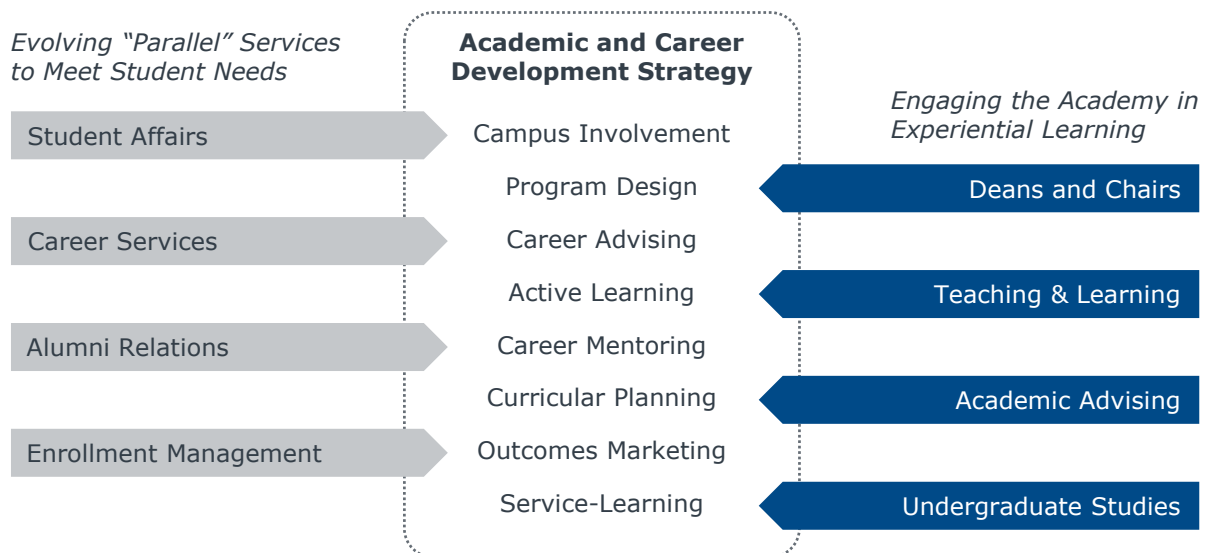 Evolving “Parallel” Services
to Meet Student Needs
Academic and Career
Development Strategy
Engaging the Academy in
Experiential Learning
Student Affairs
Campus Involvement
Program Design
Deans and Chairs
Career Services
Career Advising
Active Learning
Teaching & Learning
Alumni Relations
Career Mentoring
Curricular Planning
Academic Advising
Enrollment Management
Outcomes Marketing
Service-Learning
Undergraduate Studies